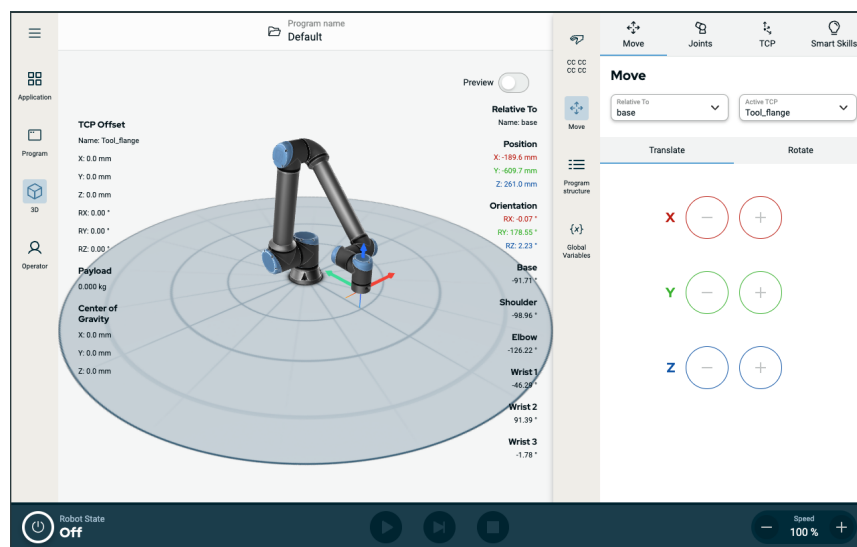 Program name
Default
Application
Program
3D
Operator
Preview
TCP Offset
Name: Tool_flange
X: 0.0 mm
Y: 0.0 mm
Z: 0.0 mm
RX: 0.00 °
RY: 0.00 °
RZ: 0.00 °
Payload
0.000 kg
Center of
Gravity
X: 0.0 mm
Y: 0.0 mm
Z: 0.0 mm
Relative To
Name: base
Position
X: -189.6 mm
Y: -609.7 mm
Z: 261.0 mm
Orientation
RX: -0.07 °
RY: 178.55 °
RZ: 2.23 °
Base
-91.71 °
Shoulder
-98.96 °
Elbow
-126.22 °
Wrist 1
-46.28 °
Wrist 2
91.39 °
Wrist 3
-1.78 °
CC CC
CC CC
Move
Program
structure
{x}
Global
Variables
Move
Joints
TCP
Smart Skills
Move
Relative To
base
Active TCP
Tool_flange
Translate
Rotate
X − +
Y − +
Z − +
Robot State
Off
Speed
− 100 % +